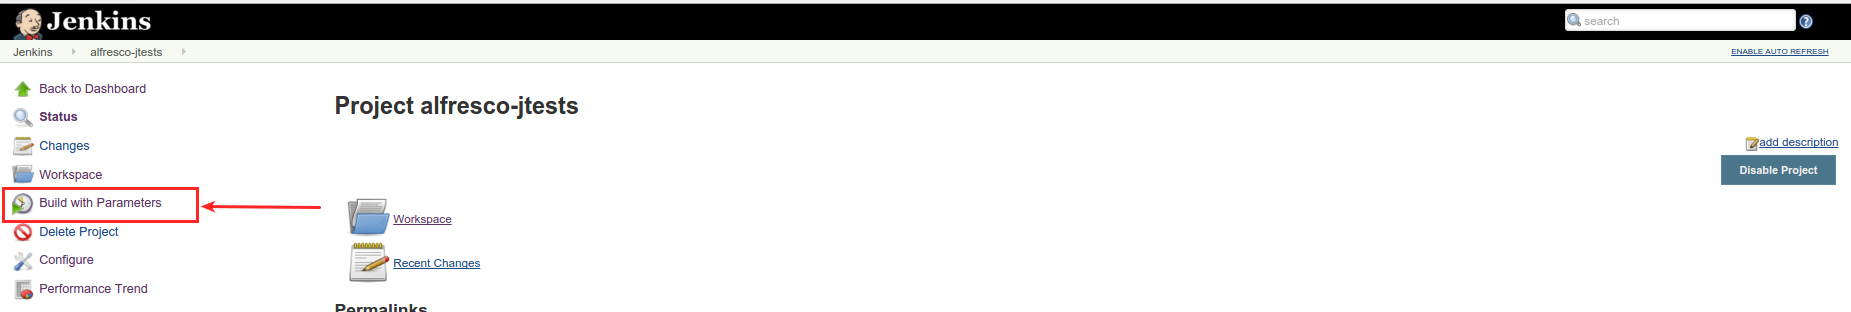 Jenkins
search
Jenkins
alfresco-jtests
ENABLE AUTO REFRESH
Back to Dashboard
Status
Changes
Workspace
Build with Parameters
Delete Project
Configure
Performance Trend
Project alfresco-jtests
add description
Disable Project
Workspace
Recent Changes
Permalinks